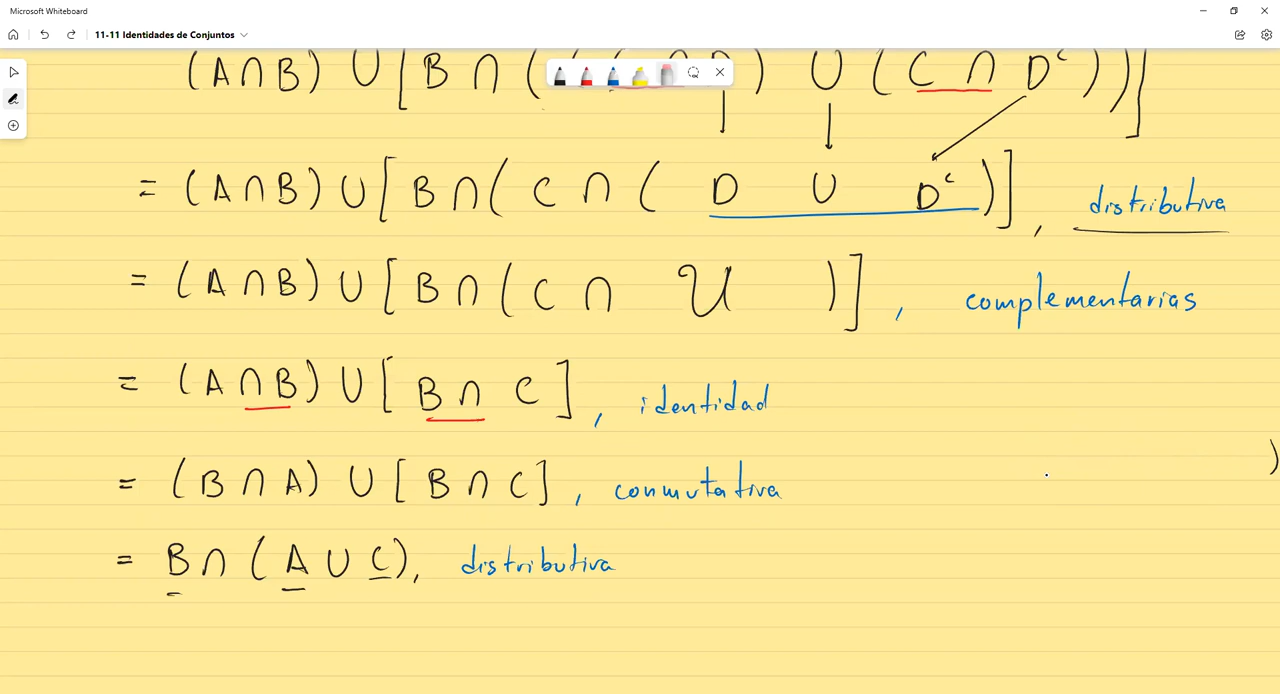 Microsoft Whiteboard
11-11 Identidades de Conjuntos
(A∩B) ∪ [B ∩ ( ) ∪ (C ∩ Dᶜ))]
= (A∩B) ∪ [B∩(C ∩ (D ∪ Dᶜ)], distributiva
= (A∩B) ∪ [B∩(C ∩ 𝒰 )], complementarias
= (A∩B) ∪ [B∩ C], identidad
= (B∩A) ∪ [B∩C], conmutativa
)
= B∩(A∪C), distributiva